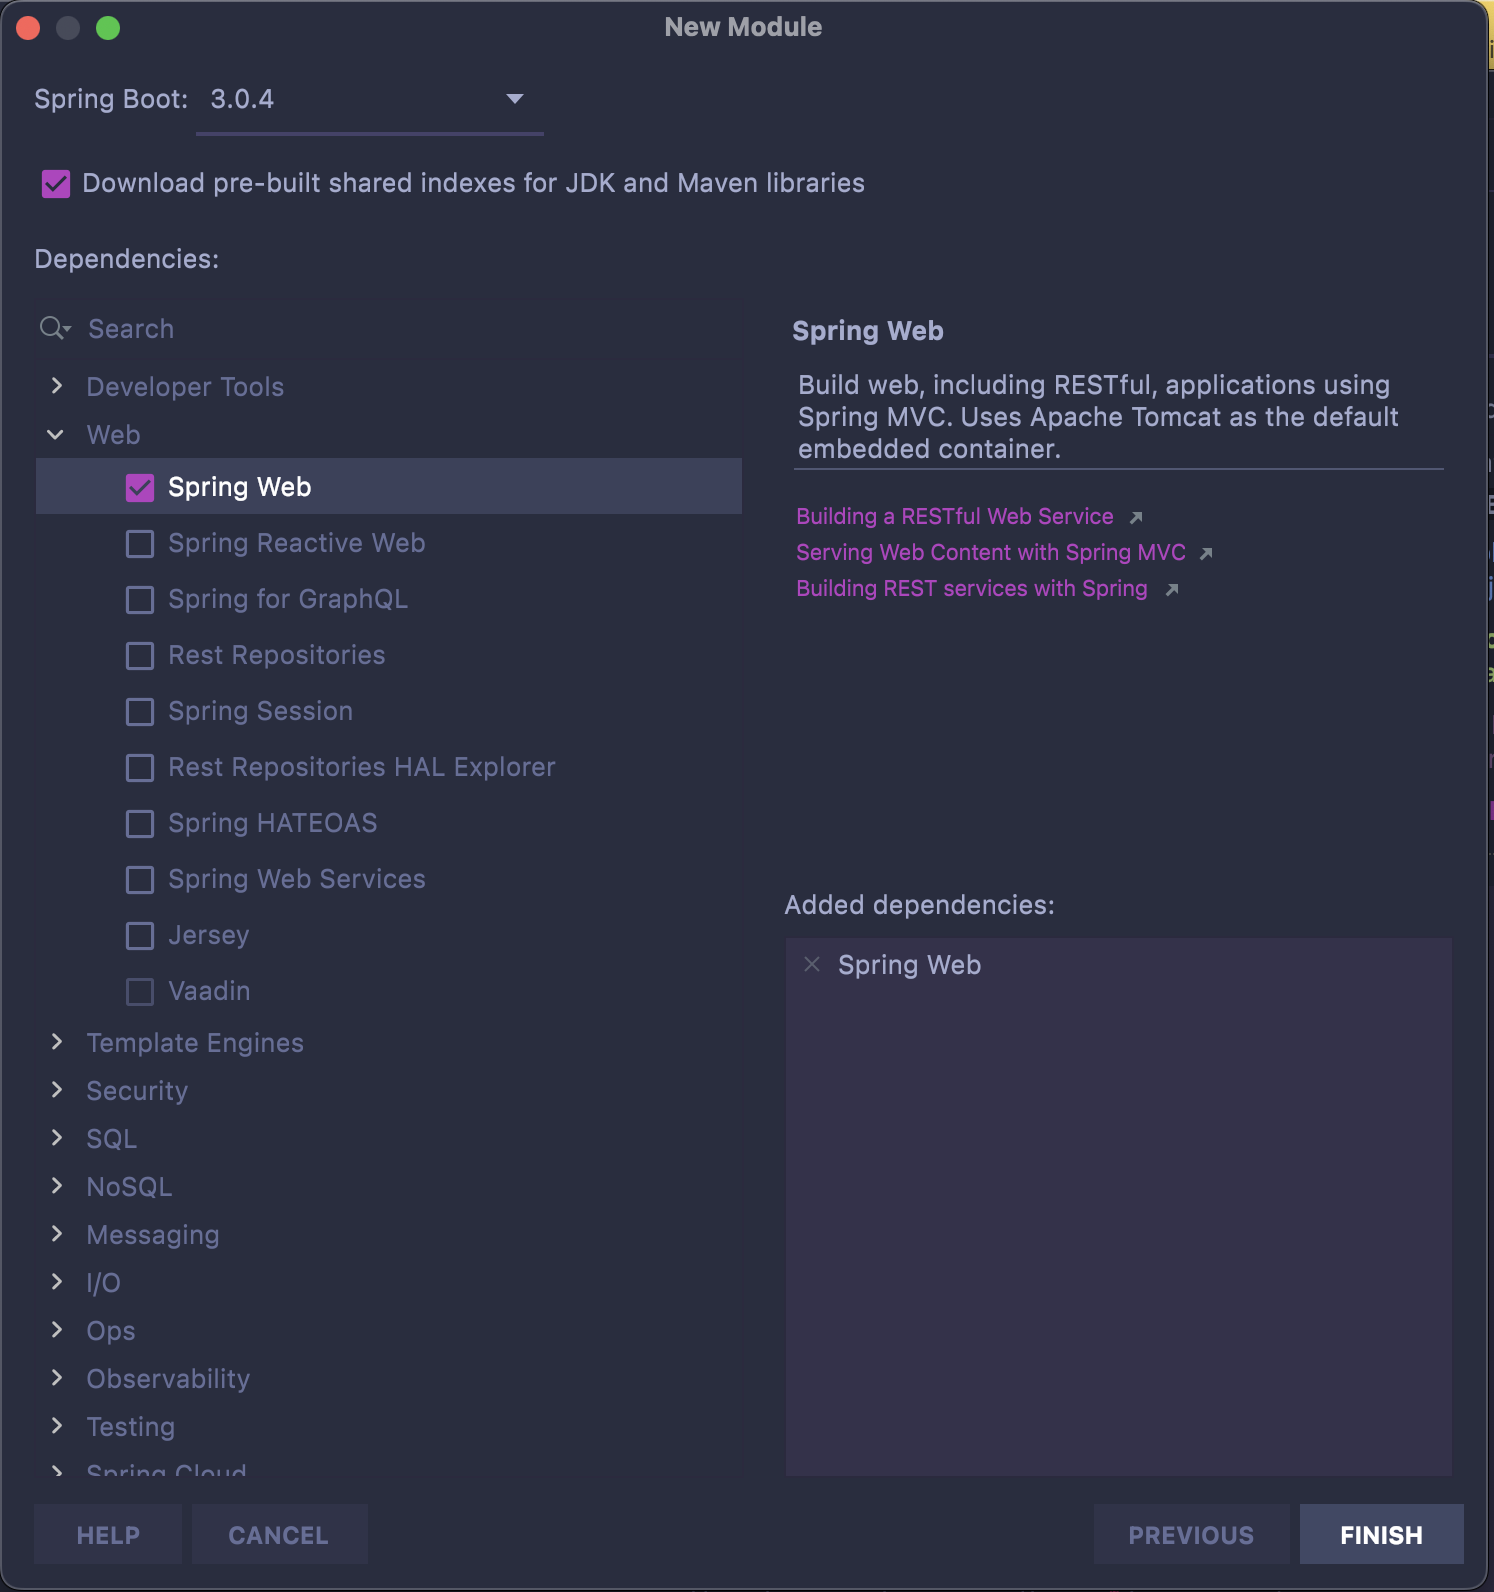 New Module
Spring Boot: 3.0.4
Download pre-built shared indexes for JDK and Maven libraries
Dependencies:
Search
Developer Tools
Web
Spring Web
Spring Reactive Web
Spring for GraphQL
Rest Repositories
Spring Session
Rest Repositories HAL Explorer
Spring HATEOAS
Spring Web Services
Jersey
Vaadin
Template Engines
Security
SQL
NoSQL
Messaging
I/O
Ops
Observability
Testing
Spring Cloud
Spring Web
Build web, including RESTful, applications using
Spring MVC. Uses Apache Tomcat as the default
embedded container.
Building a RESTful Web Service
Serving Web Content with Spring MVC
Building REST services with Spring
Added dependencies:
Spring Web
HELP
CANCEL
PREVIOUS
FINISH